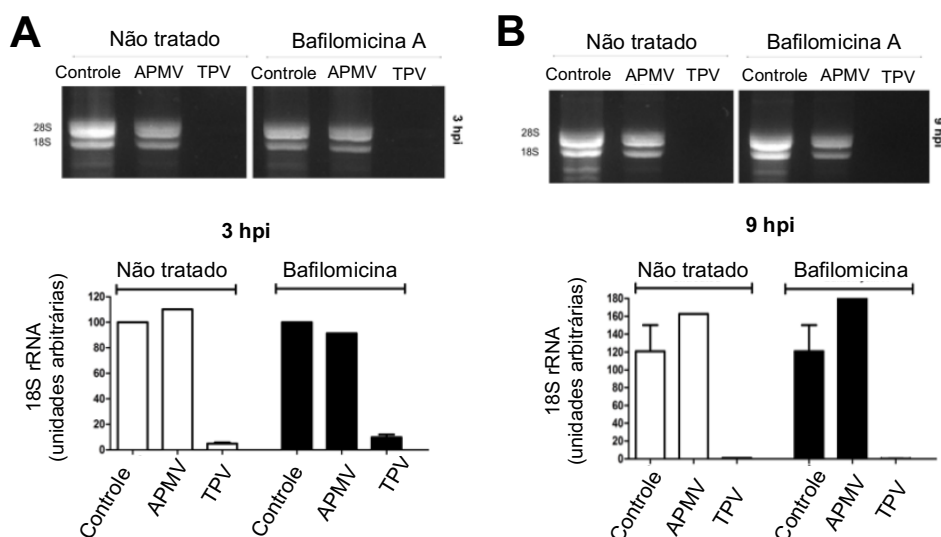 A
Não tratado
Bafilomicina A
Controle
APMV
TPV
Controle
APMV
TPV
28S
18S
3 hpi
3 hpi
Não tratado
Bafilomicina
18S rRNA
(unidades arbitrárias)
120
100
80
60
40
20
0
Controle
APMV
TPV
Controle
APMV
TPV
B
Não tratado
Bafilomicina A
Controle
APMV
TPV
Controle
APMV
TPV
28S
18S
9 hpi
9 hpi
Não tratado
Bafilomicina
18S rRNA
(unidades arbitrárias)
180
160
140
120
100
80
60
40
20
0
Controle
APMV
TPV
Controle
APMV
TPV